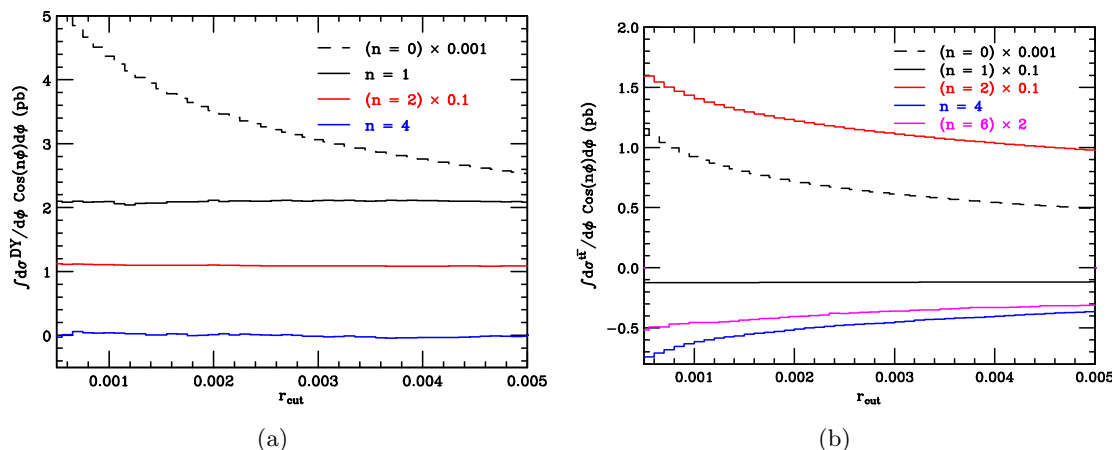 5
4
3
2
1
0
0.001
0.002
0.003
0.004
0.005
r_cut
∫dσ^DY/dϕ Cos(nϕ)dϕ (pb)
(n = 0) × 0.001
n = 1
(n = 2) × 0.1
n = 4
(a)
2.0
1.5
1.0
0.5
0.0
−0.5
0.001
0.002
0.003
0.004
0.005
r_cut
∫dσ^tt̄/dϕ Cos(nϕ)dϕ (pb)
(n = 0) × 0.001
(n = 1) × 0.1
(n = 2) × 0.1
n = 4
(n = 6) × 2
(b)